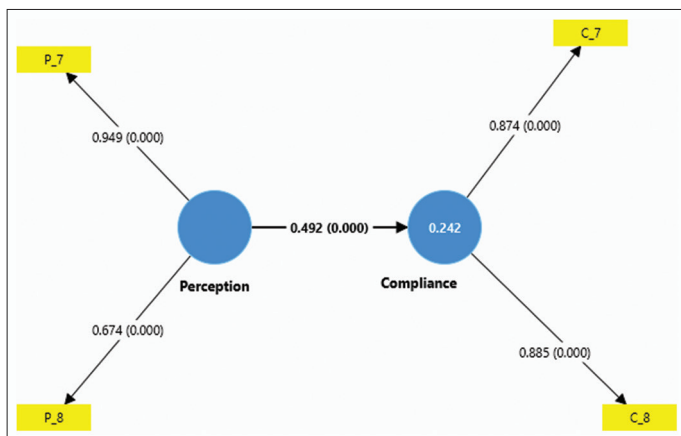 C_7
P_7
0.874 (0.000)
0.949 (0.000)
0.492 (0.000)
0.242
Perception
Compliance
0.674 (0.000)
0.885 (0.000)
P_8
C_8